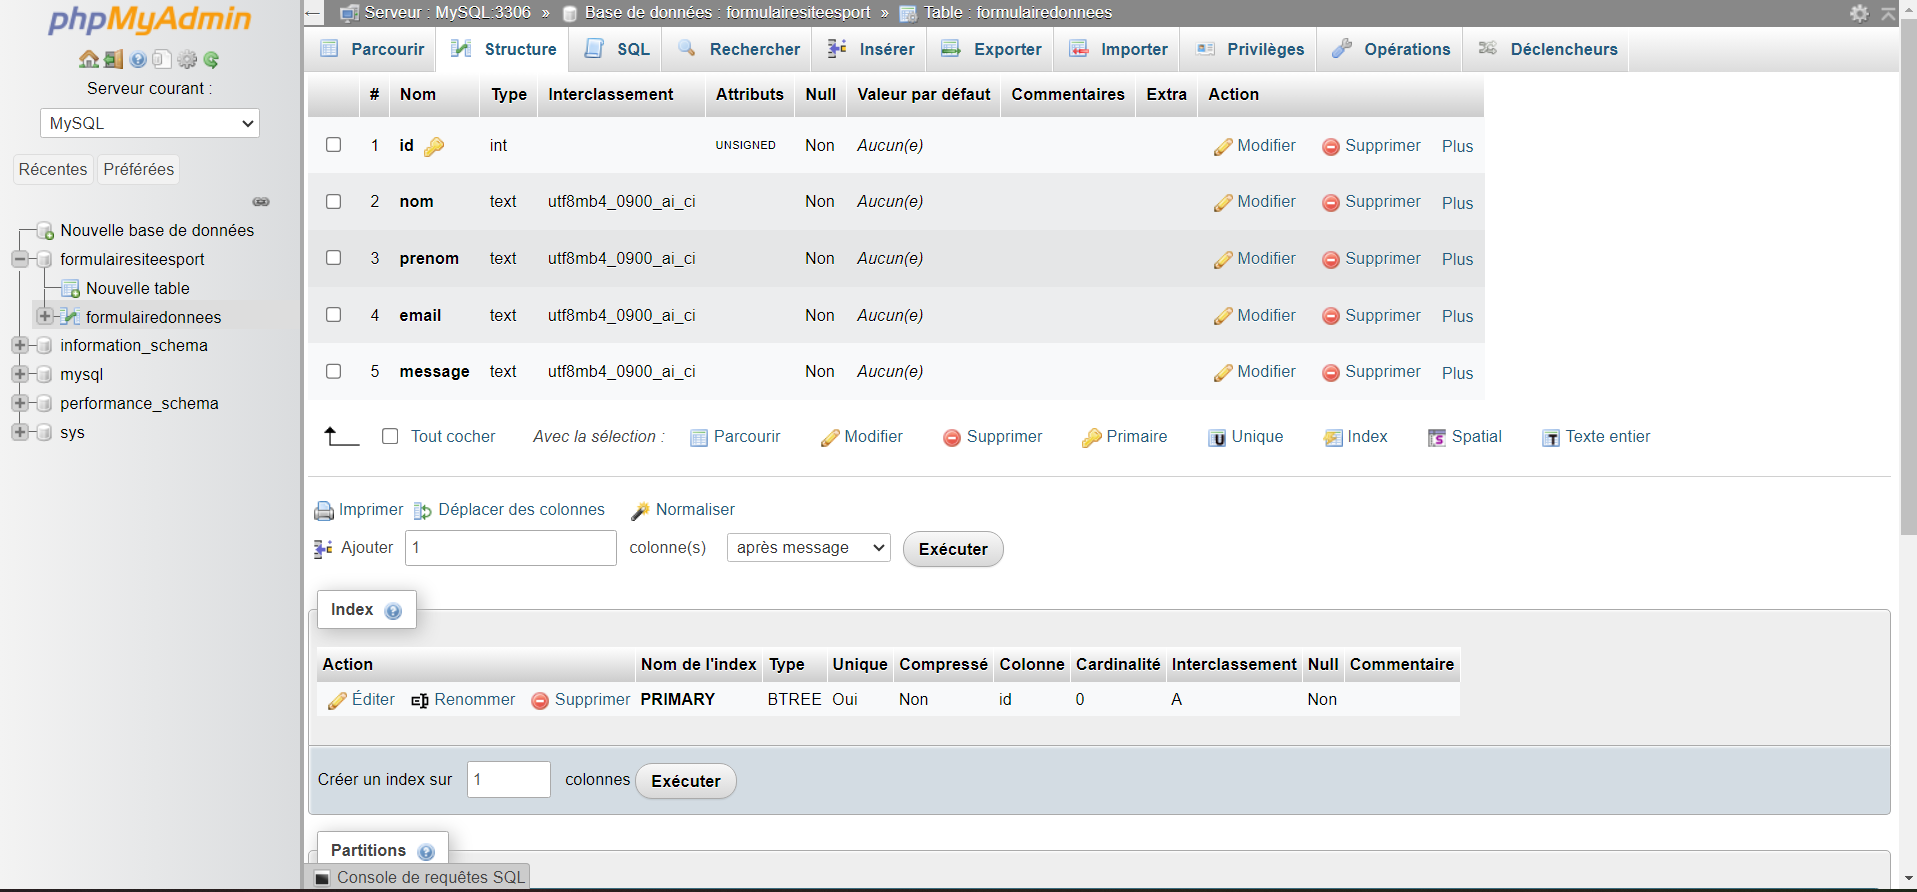 phpMyAdmin
Serveur courant :
MySQL
Récentes Préférées
Nouvelle base de données
formulairesiteesport
Nouvelle table
formulairedonnees
information_schema
mysql
performance_schema
sys
Serveur : MySQL:3306 » Base de données : formulairesiteesport » Table : formulairedonnees
Parcourir Structure SQL Rechercher Insérer Exporter Importer Privilèges Opérations Déclencheurs
# Nom Type Interclassement Attributs Null Valeur par défaut Commentaires Extra Action
1 id int UNSIGNED Non Aucun(e) Modifier Supprimer Plus
2 nom text utf8mb4_0900_ai_ci Non Aucun(e) Modifier Supprimer Plus
3 prenom text utf8mb4_0900_ai_ci Non Aucun(e) Modifier Supprimer Plus
4 email text utf8mb4_0900_ai_ci Non Aucun(e) Modifier Supprimer Plus
5 message text utf8mb4_0900_ai_ci Non Aucun(e) Modifier Supprimer Plus
Tout cocher Avec la sélection : Parcourir Modifier Supprimer Primaire Unique Index Spatial Texte entier
Imprimer Déplacer des colonnes Normaliser
Ajouter 1 colonne(s) après message Exécuter
Index
Action Nom de l'index Type Unique Compressé Colonne Cardinalité Interclassement Null Commentaire
Éditer Renommer Supprimer PRIMARY BTREE Oui Non id 0 A Non
Créer un index sur 1 colonnes Exécuter
Partitions
Console de requêtes SQL